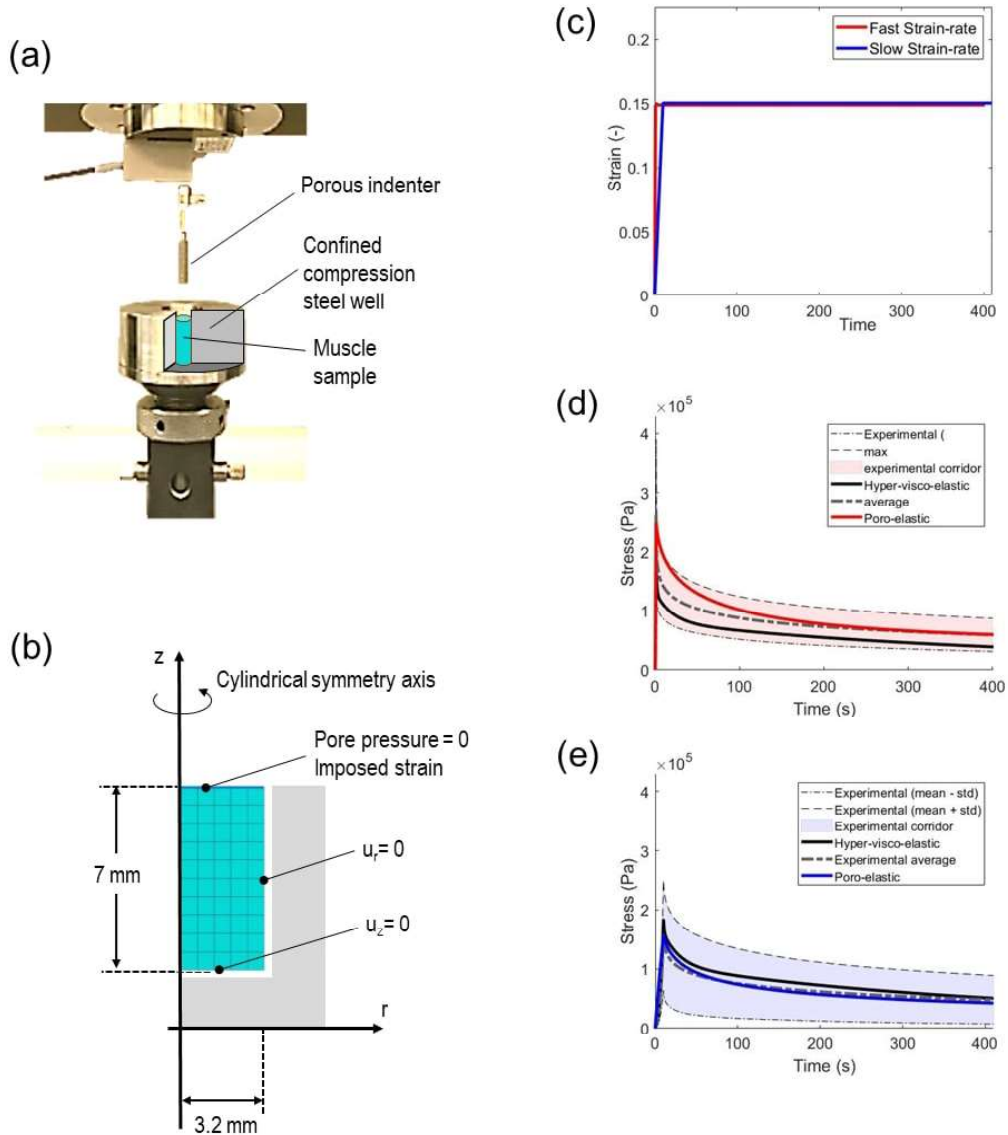 (a)
Porous indenter
Confined
compression
steel well
Muscle
sample
(b)
z
Cylindrical symmetry axis
Pore pressure = 0
Imposed strain
7 mm
uᵣ= 0
u_z= 0
r
3.2 mm
(c)
Fast Strain-rate
Slow Strain-rate
Strain (-)
0.2
0.15
0.1
0.05
0
0 100 200 300 400
Time
(d)
×10⁵
Experimental (
max
experimental corridor
Hyper-visco-elastic
average
Poro-elastic
Stress (Pa)
4
3
2
1
0
0 100 200 300 400
Time (s)
(e)
×10⁵
Experimental (mean - std)
Experimental (mean + std)
Experimental corridor
Hyper-visco-elastic
Experimental average
Poro-elastic
Stress (Pa)
4
3
2
1
0
0 100 200 300 400
Time (s)